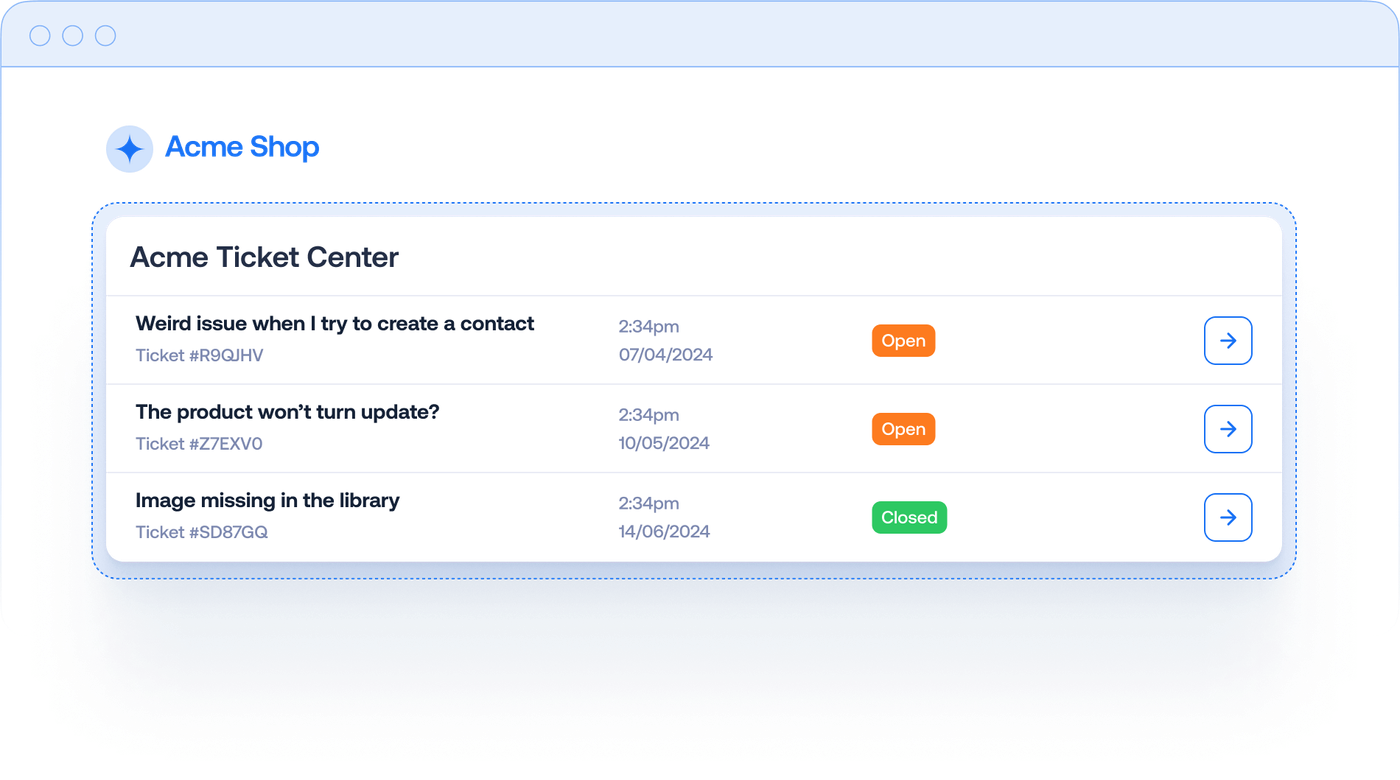 Acme Shop
Acme Ticket Center
Weird issue when I try to create a contact
Ticket #R9QJHV
2:34pm
07/04/2024
Open
The product won’t turn update?
Ticket #Z7EXV0
2:34pm
10/05/2024
Open
Image missing in the library
Ticket #SD87GQ
2:34pm
14/06/2024
Closed